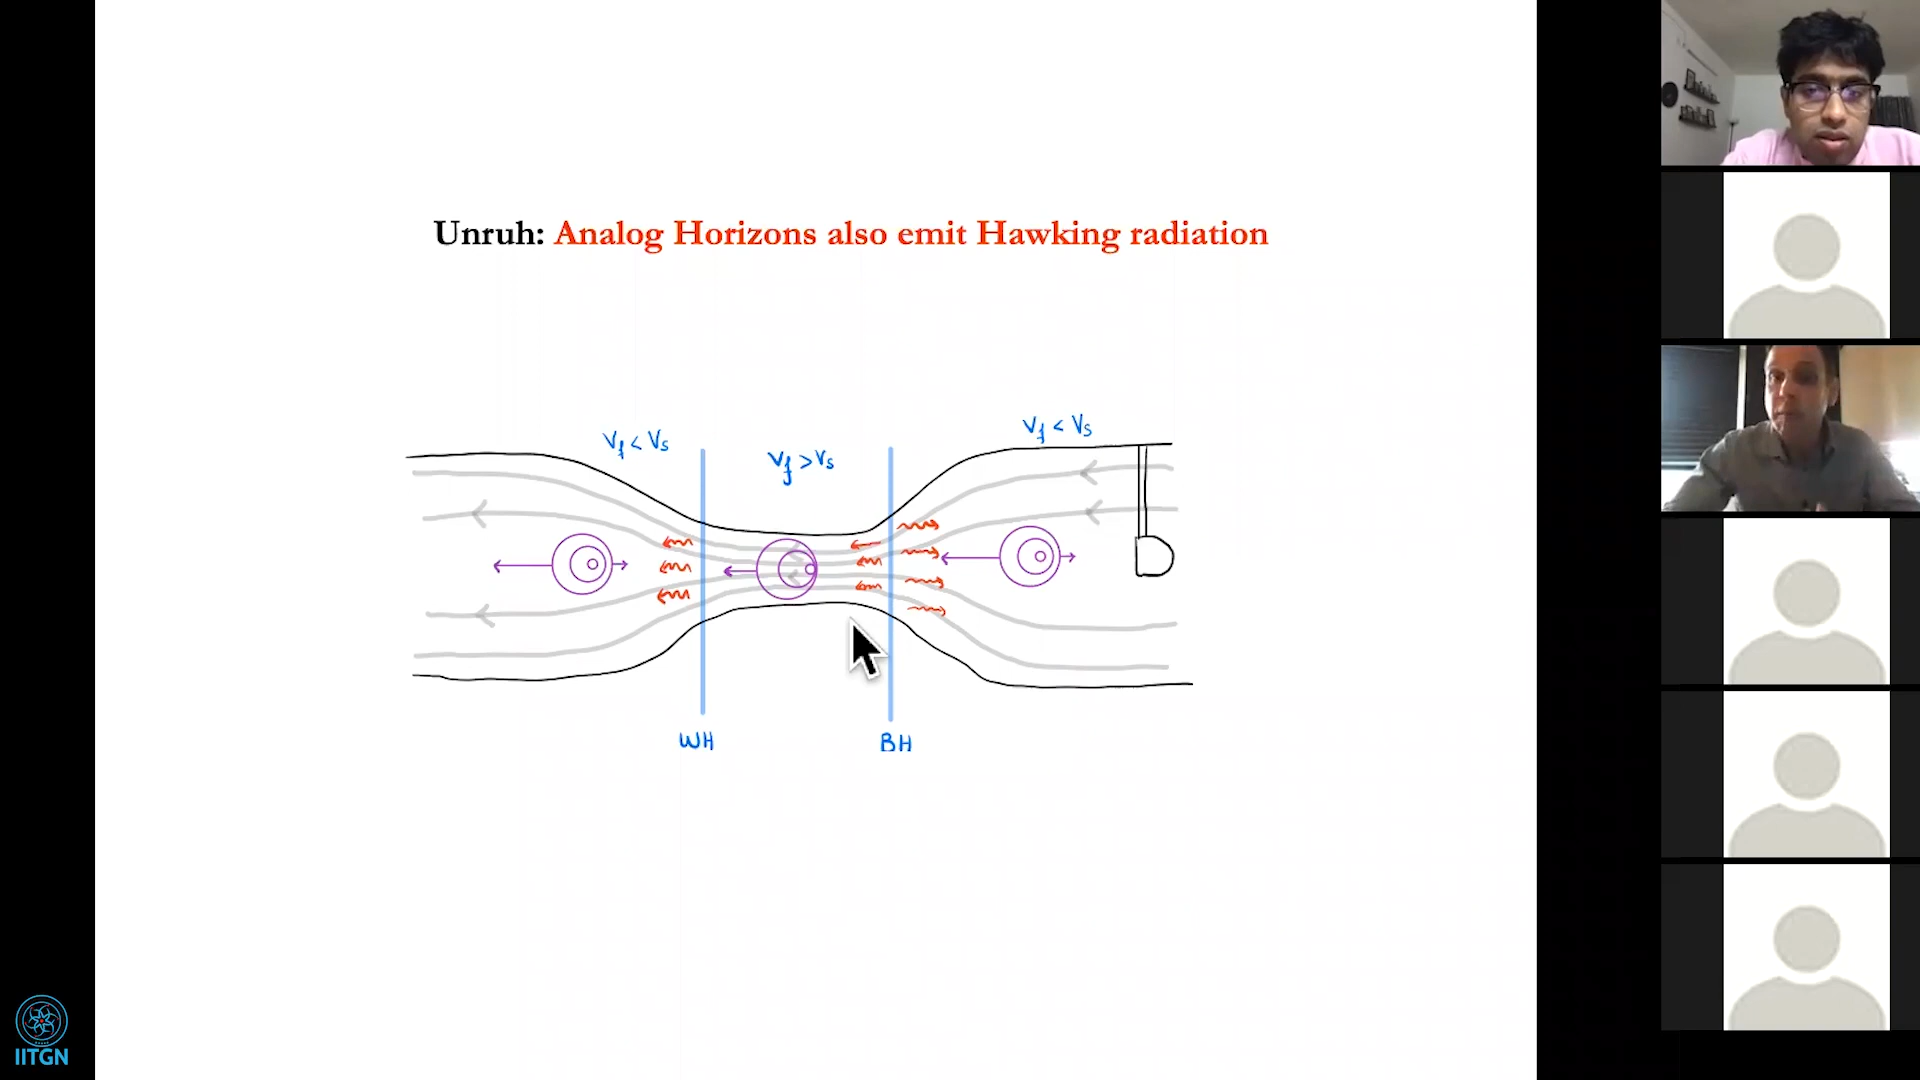 Unruh: Analog Horizons also emit Hawking radiation
Vf < Vs
Vf > Vs
Vf < Vs
WH
BH
IITGN